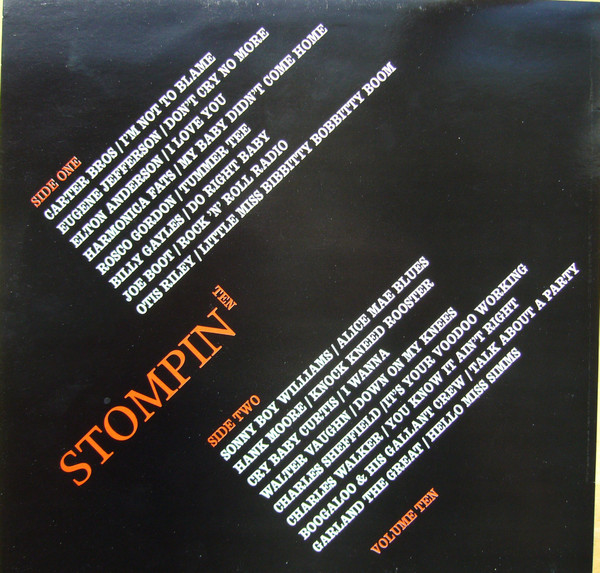 SIDE ONE
CARTER BROS / I'M NOT TO BLAME
EUGENE JEFFERSON / DON'T CRY NO MORE
ELTON ANDERSON / I LOVE YOU
HARMONICA FATS / MY BABY DIDN'T COME HOME
ROSCO GORDON / TUMMER TEE
BILLY GAYLES / DO RIGHT BABY
JOE BOOT / ROCK 'N' ROLL RADIO
OTIS RILEY / LITTLE MISS BIBBITTY BOBBITTY BOOM
STOMPIN'
TEN
SIDE TWO
SONNY BOY WILLIAMS / ALICE MAE BLUES
HANK MOORE / KNOCK KNEED ROOSTER
CRY BABY CURTIS / I WANNA
WALTER VAUGHN / DOWN ON MY KNEES
CHARLES SHEFFIELD / IT'S YOUR VOODOO WORKING
CHARLES WALKER / YOU KNOW IT AIN'T RIGHT
BOOGALOO & HIS GALLANT CREW / TALK ABOUT A PARTY
GARLAND THE GREAT / HELLO MISS SIMMS
VOLUME TEN